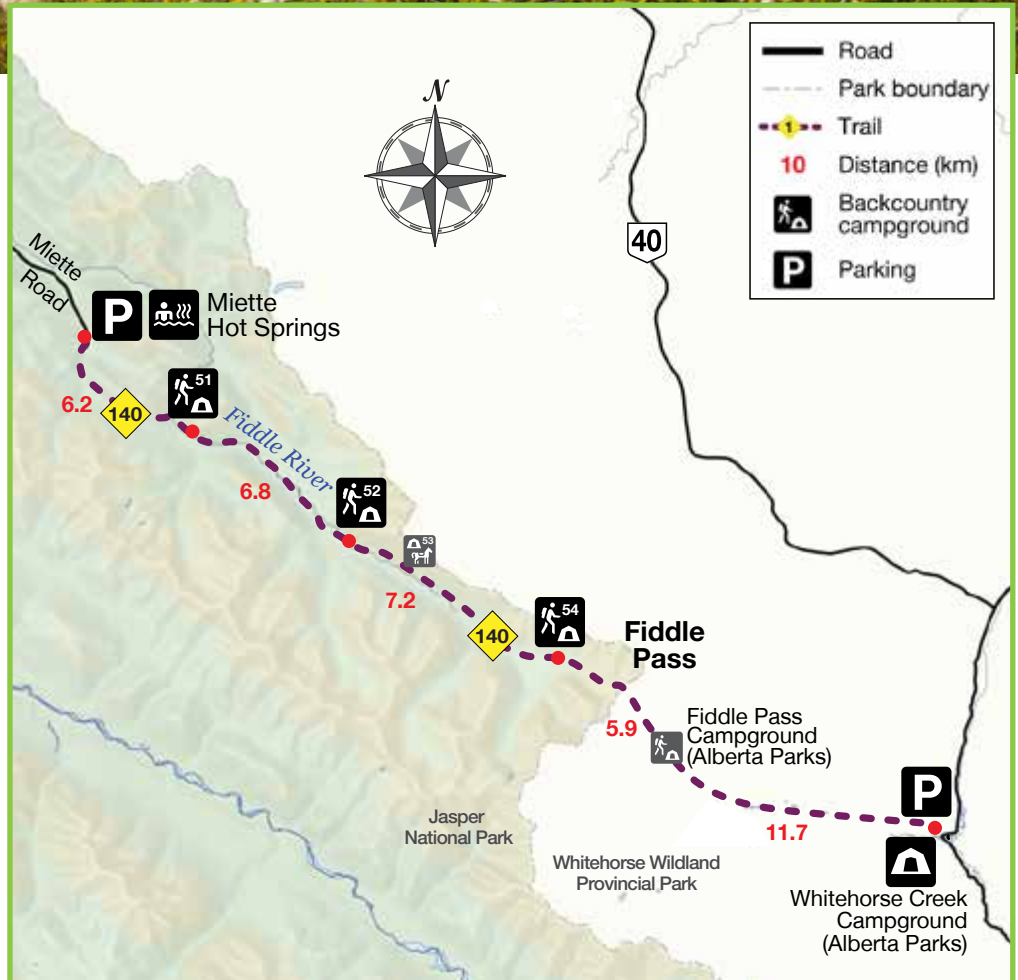 N
Road
Park boundary
1
Trail
10
Distance (km)
Backcountry
campground
P
Parking
40
Miette
Road
P
Miette
Hot Springs
6.2
140
51
Fiddle River
6.8
52
53
7.2
140
54
Fiddle
Pass
5.9
Fiddle Pass
Campground
(Alberta Parks)
Jasper
National Park
Whitehorse Wildland
Provincial Park
11.7
P
Whitehorse Creek
Campground
(Alberta Parks)